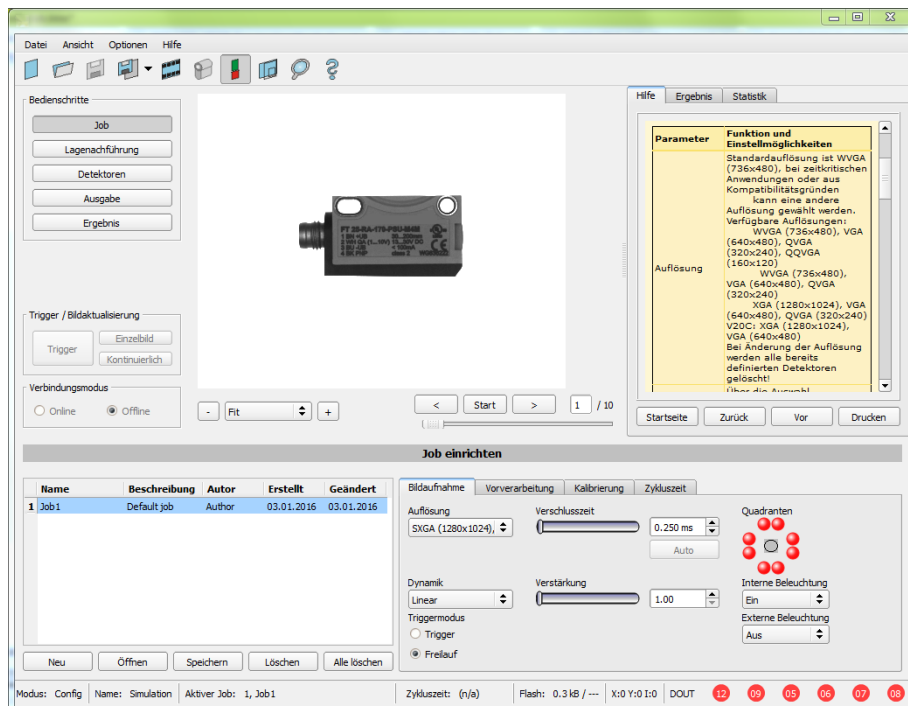 Datei Ansicht Optionen Hilfe
Bedienschritte
Job
Lagenachführung
Detektoren
Ausgabe
Ergebnis
Trigger / Bildaktualisierung
Trigger
Einzelbild
Kontinuierlich
Verbindungsmodus
Online Offline
class 2
- Fit +
< Start > 1 / 10
Hilfe Ergebnis Statistik
Parameter Funktion und
Einstellmöglichkeiten
Auflösung
Standardauflösung ist WVGA
(736x480), bei zeitkritischen
Anwendungen oder aus
Kompatibilitätsgründen
kann eine andere
Auflösung gewählt werden.
Verfügbare Auflösungen:
WVGA (736x480), VGA
(640x480), QVGA
(320x240), QQVGA
(160x120)
WVGA (736x480),
VGA (640x480), QVGA
(320x240)
XGA (1280x1024), VGA
(640x480), QVGA (320x240)
V20C: XGA (1280x1024),
VGA (640x480)
Bei Änderung der Auflösung
werden alle bereits
definierten Detektoren
gelöscht!
Über die Auswahl
Startseite Zurück Vor Drucken
Job einrichten
Name Beschreibung Autor Erstellt Geändert
1 Job1 Default job Author 03.01.2016 03.01.2016
Neu Öffnen Speichern Löschen Alle löschen
Bildaufnahme Vorverarbeitung Kalibrierung Zykluszeit
Auflösung Verschlusszeit Quadranten
SXGA (1280x1024), 0.250 ms
Auto
Dynamik Verstärkung Interne Beleuchtung
Linear 1.00 Ein
Triggermodus Externe Beleuchtung
Trigger Aus
Freilauf
Modus: Config Name: Simulation Aktiver Job: 1, Job1 Zykluszeit: (n/a) Flash: 0.3 kB / --- X:0 Y:0 I:0 DOUT 12 09 05 06 07 08